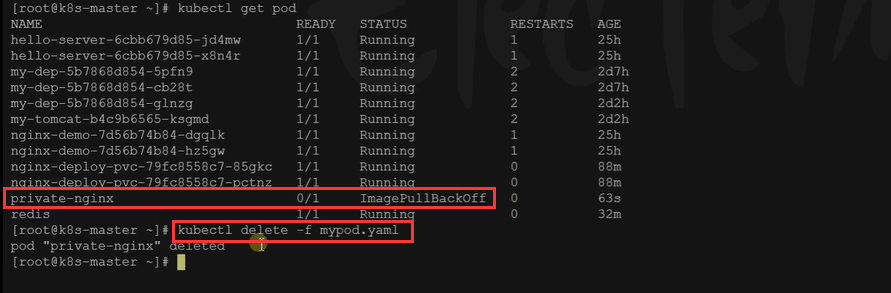 [root@k8s-master ~]# kubectl get pod
NAME READY STATUS RESTARTS AGE
hello-server-6cbb679d85-jd4mw 1/1 Running 1 25h
hello-server-6cbb679d85-x8n4r 1/1 Running 1 25h
my-dep-5b7868d854-5pfn9 1/1 Running 2 2d7h
my-dep-5b7868d854-cb28t 1/1 Running 2 2d7h
my-dep-5b7868d854-glnzg 1/1 Running 2 2d2h
my-tomcat-b4c9b6565-ksgmd 1/1 Running 2 2d2h
nginx-demo-7d56b74b84-dgqlk 1/1 Running 1 25h
nginx-demo-7d56b74b84-hz5gw 1/1 Running 1 25h
nginx-deploy-pvc-79fc8558c7-85gkc 1/1 Running 0 88m
nginx-deploy-pvc-79fc8558c7-pctnz 1/1 Running 0 88m
private-nginx 0/1 ImagePullBackOff 0 63s
redis 1/1 Running 0 32m
[root@k8s-master ~]# kubectl delete -f mypod.yaml
pod "private-nginx" deleted
[root@k8s-master ~]#